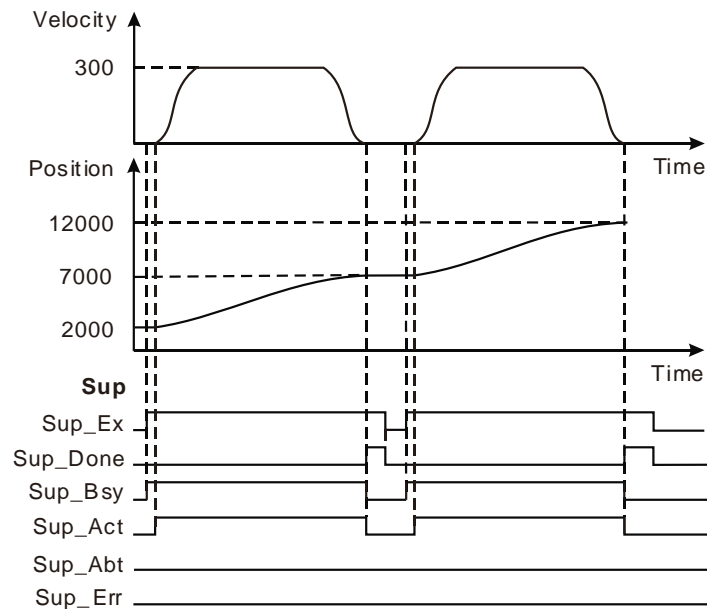 Velocity
300
Time
Position
12000
7000
2000
Time
Sup
Sup_Ex
Sup_Done
Sup_Bsy
Sup_Act
Sup_Abt
Sup_Err